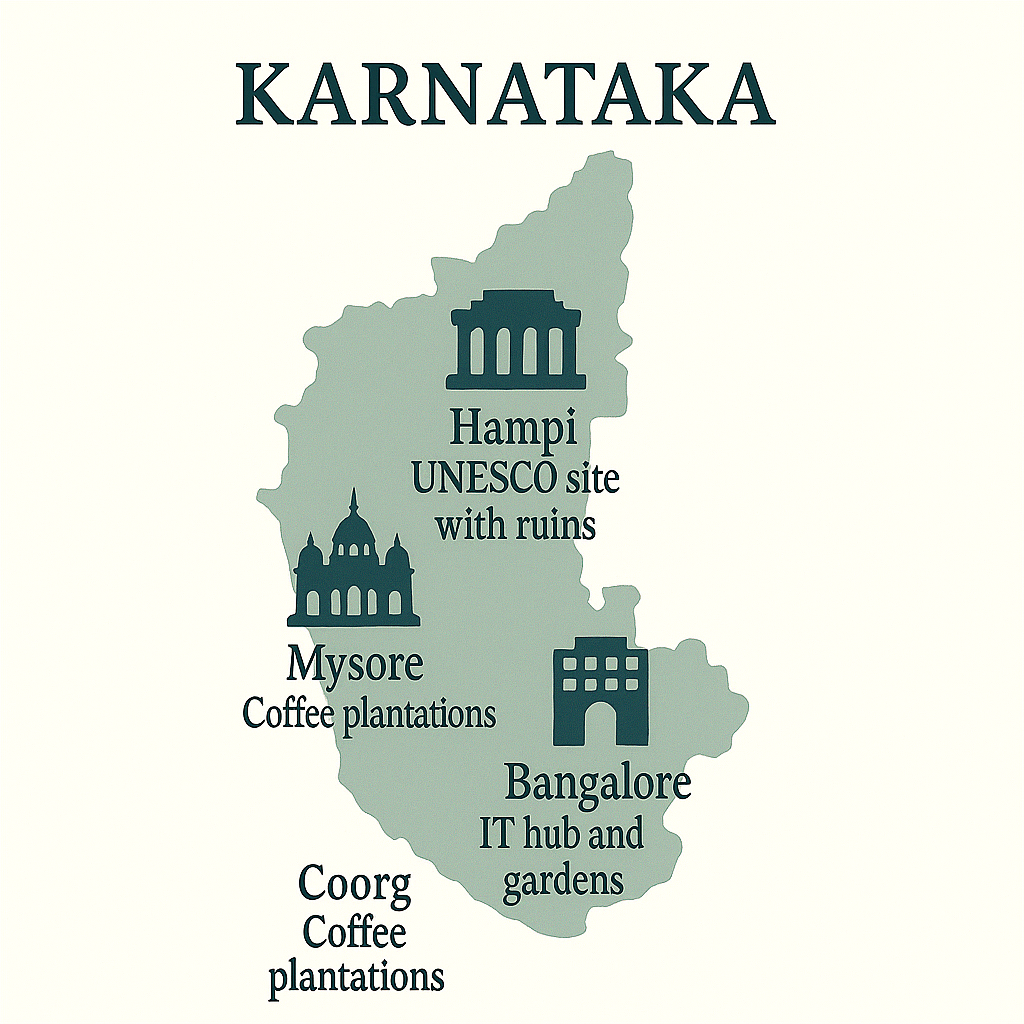 KARNATAKA
Hampi
UNESCO site
with ruins
Mysore
Coffee plantations
Bangalore
IT hub and
gardens
Coorg
Coffee
plantations